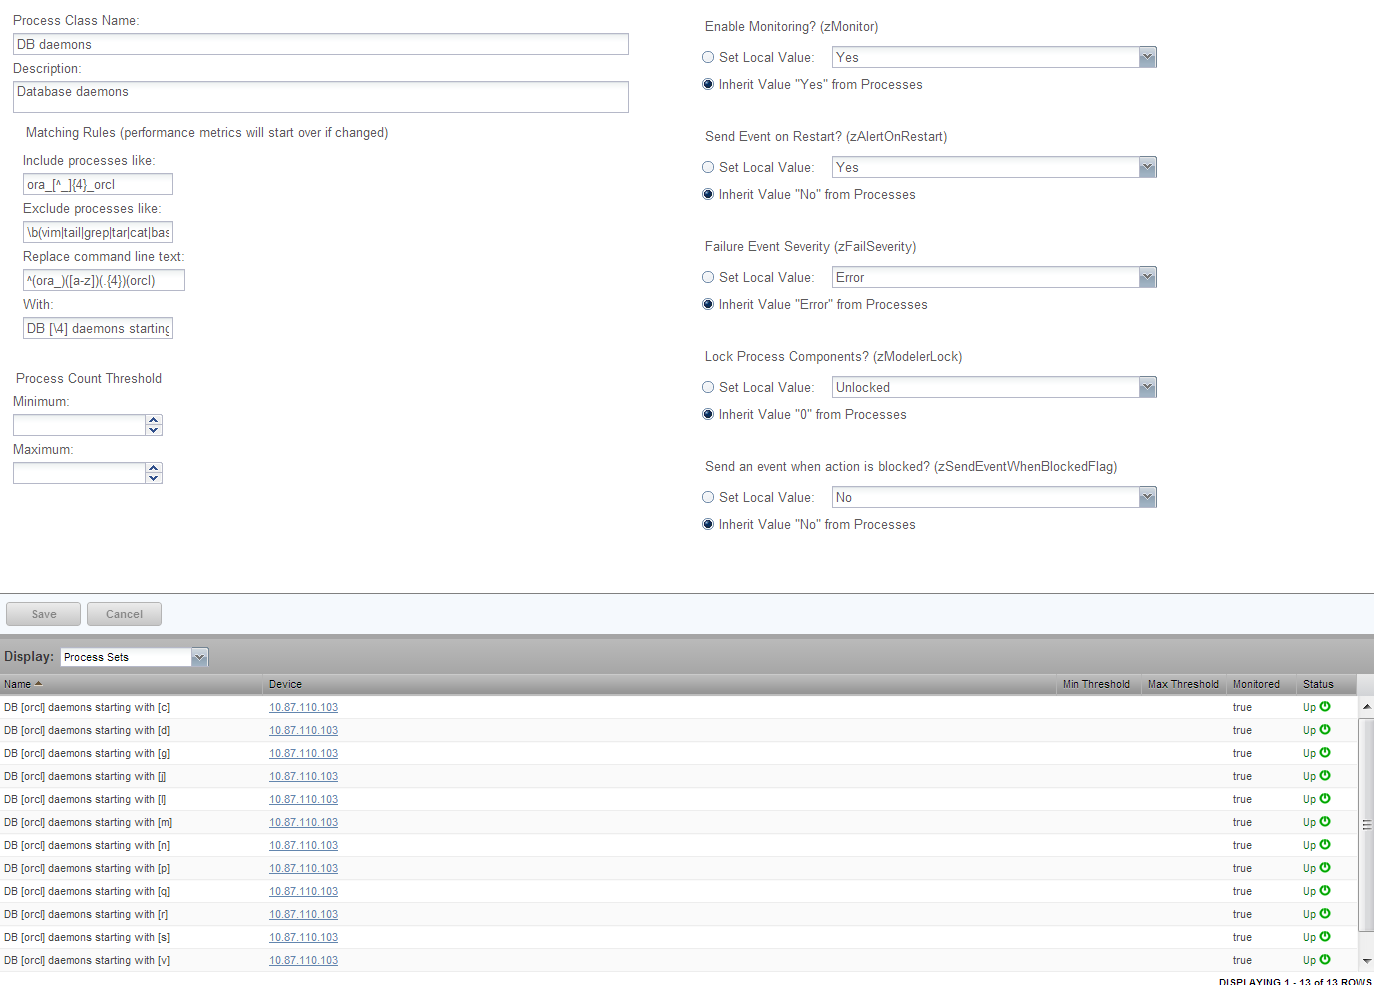 Process Class Name:
DB daemons
Description:
Database daemons
Matching Rules (performance metrics will start over if changed)
Include processes like:
ora_[^_]{4}_orcl
Exclude processes like:
\b(vim|tail|grep|tar|cat|bas
Replace command line text:
^(ora_)([a-z])(.{4})(orcl)
With:
DB [\4] daemons starting
Process Count Threshold
Minimum:
Maximum:
Enable Monitoring? (zMonitor)
Set Local Value: Yes
Inherit Value "Yes" from Processes
Send Event on Restart? (zAlertOnRestart)
Set Local Value: Yes
Inherit Value "No" from Processes
Failure Event Severity (zFailSeverity)
Set Local Value: Error
Inherit Value "Error" from Processes
Lock Process Components? (zModelerLock)
Set Local Value: Unlocked
Inherit Value "0" from Processes
Send an event when action is blocked? (zSendEventWhenBlockedFlag)
Set Local Value: No
Inherit Value "No" from Processes
Save Cancel
Display: Process Sets
Name Device Min Threshold Max Threshold Monitored Status
DB [orcl] daemons starting with [c] 10.87.110.103 true Up
DB [orcl] daemons starting with [d] 10.87.110.103 true Up
DB [orcl] daemons starting with [g] 10.87.110.103 true Up
DB [orcl] daemons starting with [j] 10.87.110.103 true Up
DB [orcl] daemons starting with [l] 10.87.110.103 true Up
DB [orcl] daemons starting with [m] 10.87.110.103 true Up
DB [orcl] daemons starting with [n] 10.87.110.103 true Up
DB [orcl] daemons starting with [p] 10.87.110.103 true Up
DB [orcl] daemons starting with [q] 10.87.110.103 true Up
DB [orcl] daemons starting with [r] 10.87.110.103 true Up
DB [orcl] daemons starting with [s] 10.87.110.103 true Up
DB [orcl] daemons starting with [v] 10.87.110.103 true Up
DISPLAYING 1 - 13 of 13 ROWS